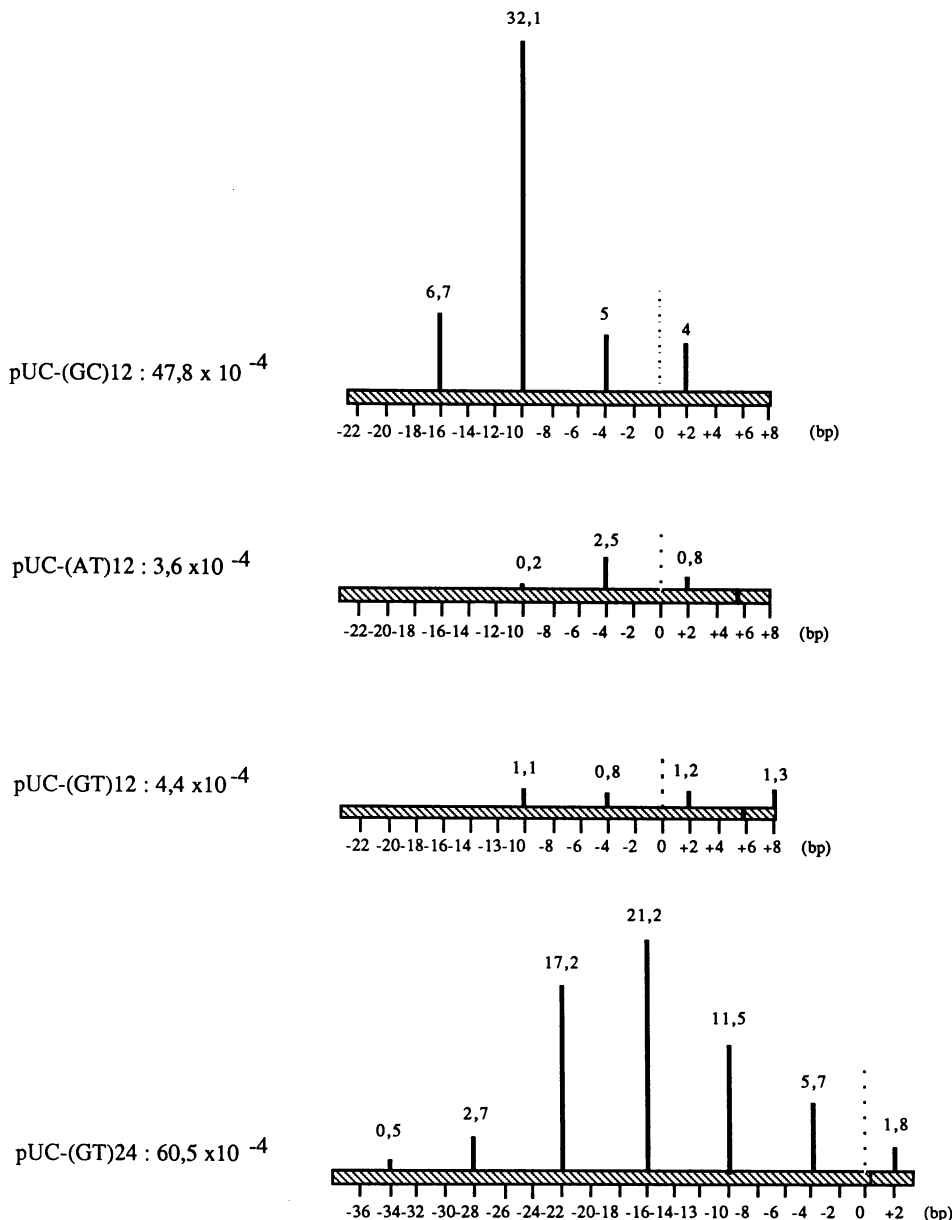 32,1
6,7
5
4
pUC-(GC)12 : 47,8 x 10 -4
-22 -20 -18 -16 -14 -12 -10 -8 -6 -4 -2 0 +2 +4 +6 +8 (bp)
0,2
2,5
0,8
pUC-(AT)12 : 3,6 x10 -4
-22 -20 -18 -16 -14 -12 -10 -8 -6 -4 -2 0 +2 +4 +6 +8 (bp)
1,1
0,8
1,2
1,3
pUC-(GT)12 : 4,4 x10 -4
-22 -20 -18 -16 -14 -13 -10 -8 -6 -4 -2 0 +2 +4 +6 +8 (bp)
21,2
17,2
11,5
5,7
2,7
0,5
1,8
pUC-(GT)24 : 60,5 x10 -4
-36 -34 -32 -30 -28 -26 -24 -22 -20 -18 -16 -14 -13 -10 -8 -6 -4 -2 0 +2 (bp)